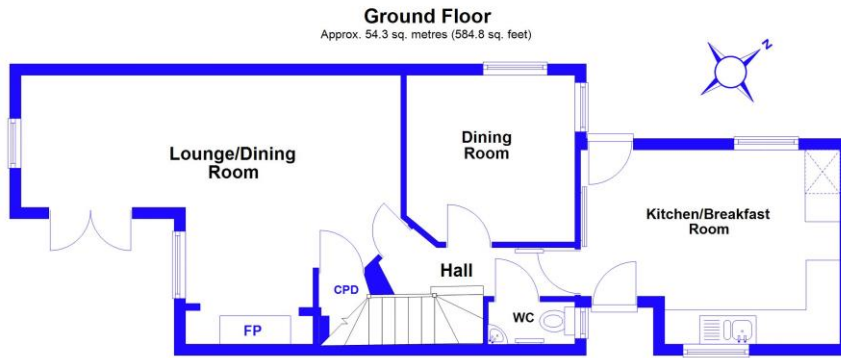 Ground Floor
Approx. 54.3 sq. metres (584.8 sq. feet)
N
Dining
Room
Lounge/Dining
Room
Kitchen/Breakfast
Room
Hall
CPD
WC
FP